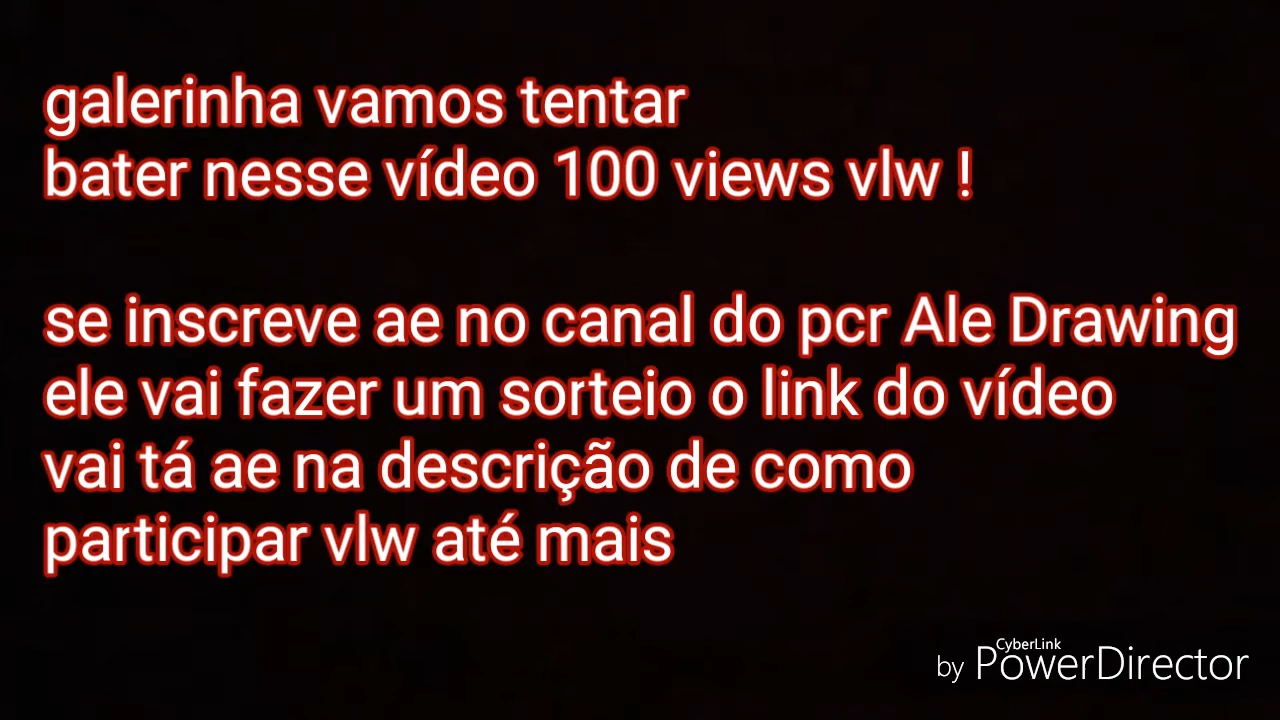 galerinha vamos tentar
bater nesse vídeo 100 views vlw !
se inscreve ae no canal do pcr Ale Drawing
ele vai fazer um sorteio o link do vídeo
vai tá ae na descrição de como
participar vlw até mais
by CyberLink PowerDirector